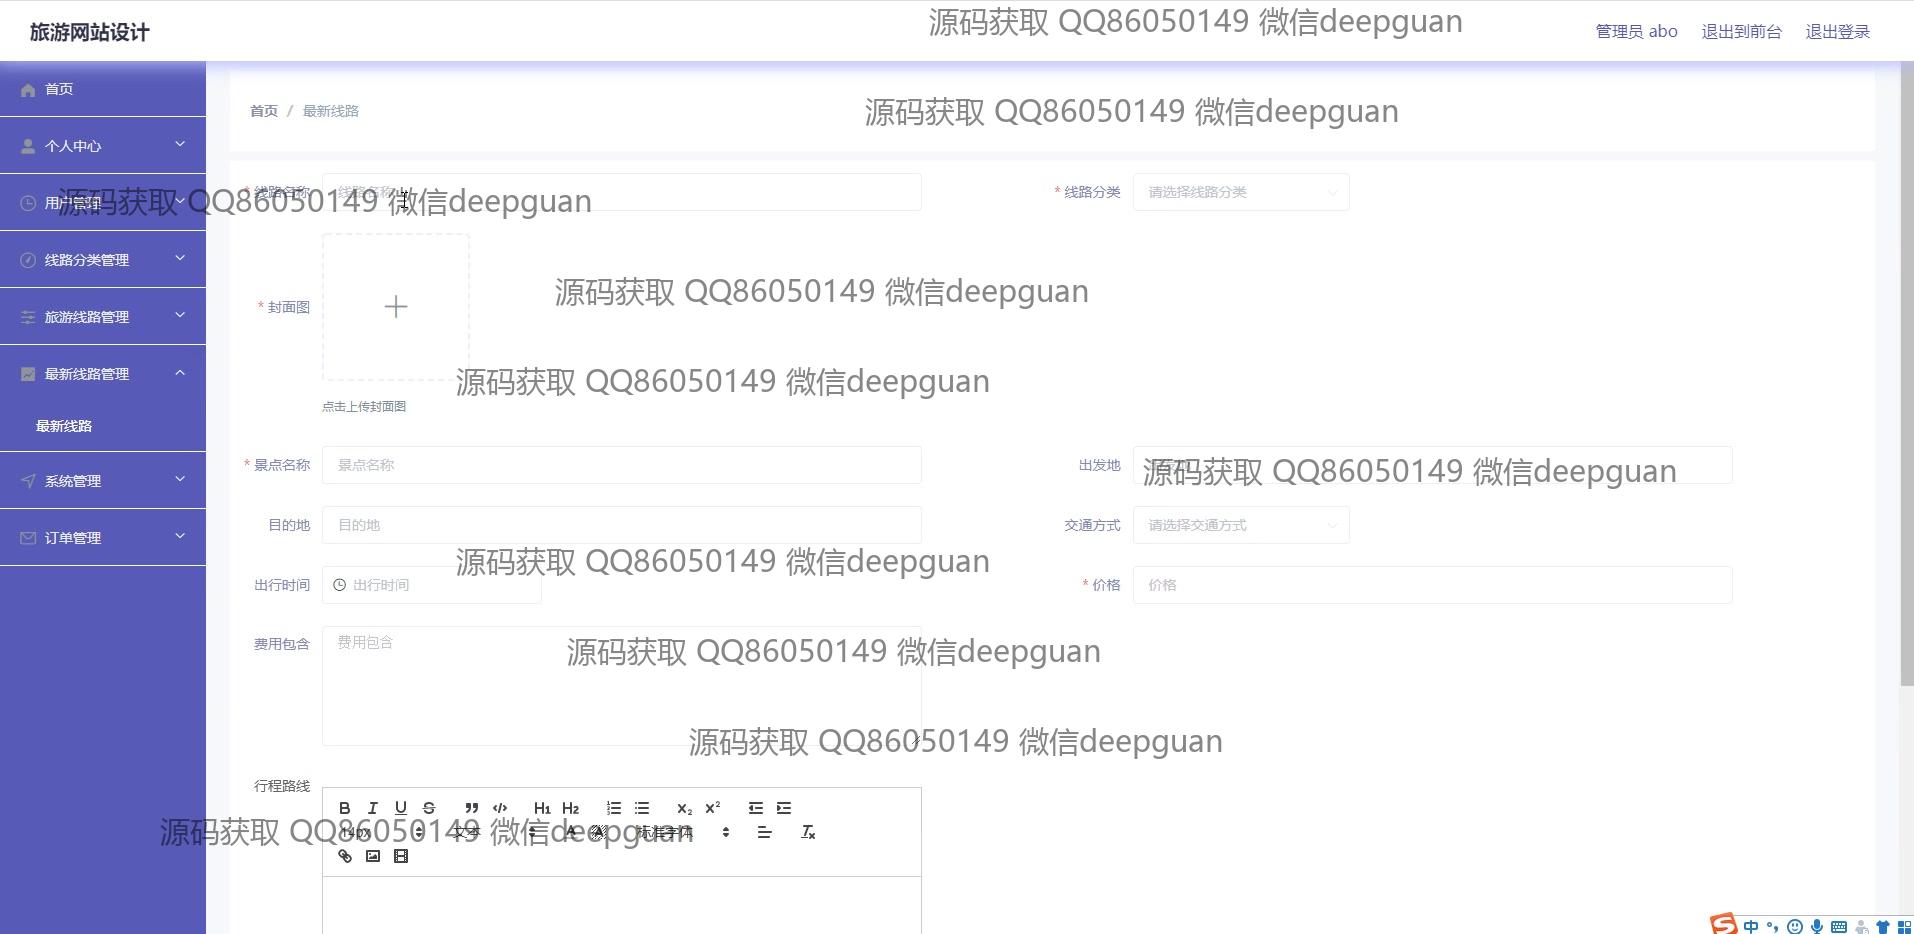 旅游网站设计
源码获取 QQ86050149 微信deepguan
管理员 abo 退出到前台 退出登录
首页
首页 / 最新线路
源码获取 QQ86050149 微信deepguan
个人中心
* 线路名称 线路名称
* 线路分类 请选择线路分类
用户管理
源码获取 QQ86050149 微信deepguan
线路分类管理
源码获取 QQ86050149 微信deepguan
* 封面图
旅游线路管理
最新线路管理
源码获取 QQ86050149 微信deepguan
点击上传封面图
最新线路
* 景点名称 景点名称
出发地
源码获取 QQ86050149 微信deepguan
系统管理
目的地 目的地
交通方式 请选择交通方式
订单管理
源码获取 QQ86050149 微信deepguan
出行时间 出行时间
* 价格 价格
费用包含 费用包含
源码获取 QQ86050149 微信deepguan
源码获取 QQ86050149 微信deepguan
行程路线
B I U S ” </> H1 H2 X2 X2
14px 文本 A A 标准字体 Tx
源码获取 QQ86050149 微信deepguan
S 中